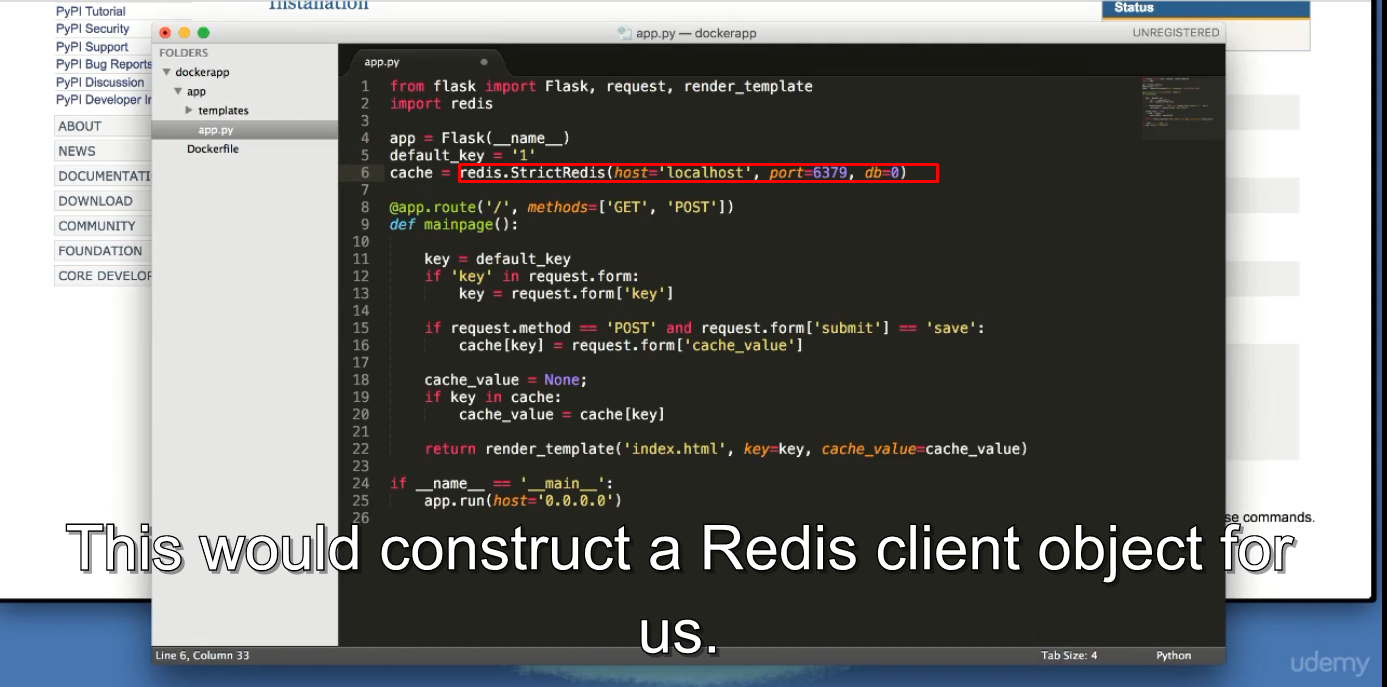 PyPI Tutorial
PyPI Security
PyPI Support
PyPI Bug Reports
PyPI Discussion
PyPI Developer
ABOUT
NEWS
DOCUMENTATI
DOWNLOAD
COMMUNITY
FOUNDATION
CORE DEVELOP
Installation
Status
app.py — dockerapp
UNREGISTERED
FOLDERS
dockerapp
app
templates
app.py
Dockerfile
app.py
1 from flask import Flask, request, render_template
2 import redis
3
4 app = Flask(__name__)
5 default_key = '1'
6 cache = redis.StrictRedis(host='localhost', port=6379, db=0)
7
8 @app.route('/', methods=['GET', 'POST'])
9 def mainpage():
10
11     key = default_key
12     if 'key' in request.form:
13         key = request.form['key']
14
15     if request.method == 'POST' and request.form['submit'] == 'save':
16         cache[key] = request.form['cache_value']
17
18     cache_value = None;
19     if key in cache:
20         cache_value = cache[key]
21
22     return render_template('index.html', key=key, cache_value=cache_value)
23
24 if __name__ == '__main__':
25     app.run(host='0.0.0.0')
26
se commands.
This would construct a Redis client object for
us.
Line 6, Column 33
Tab Size: 4
Python
udemy